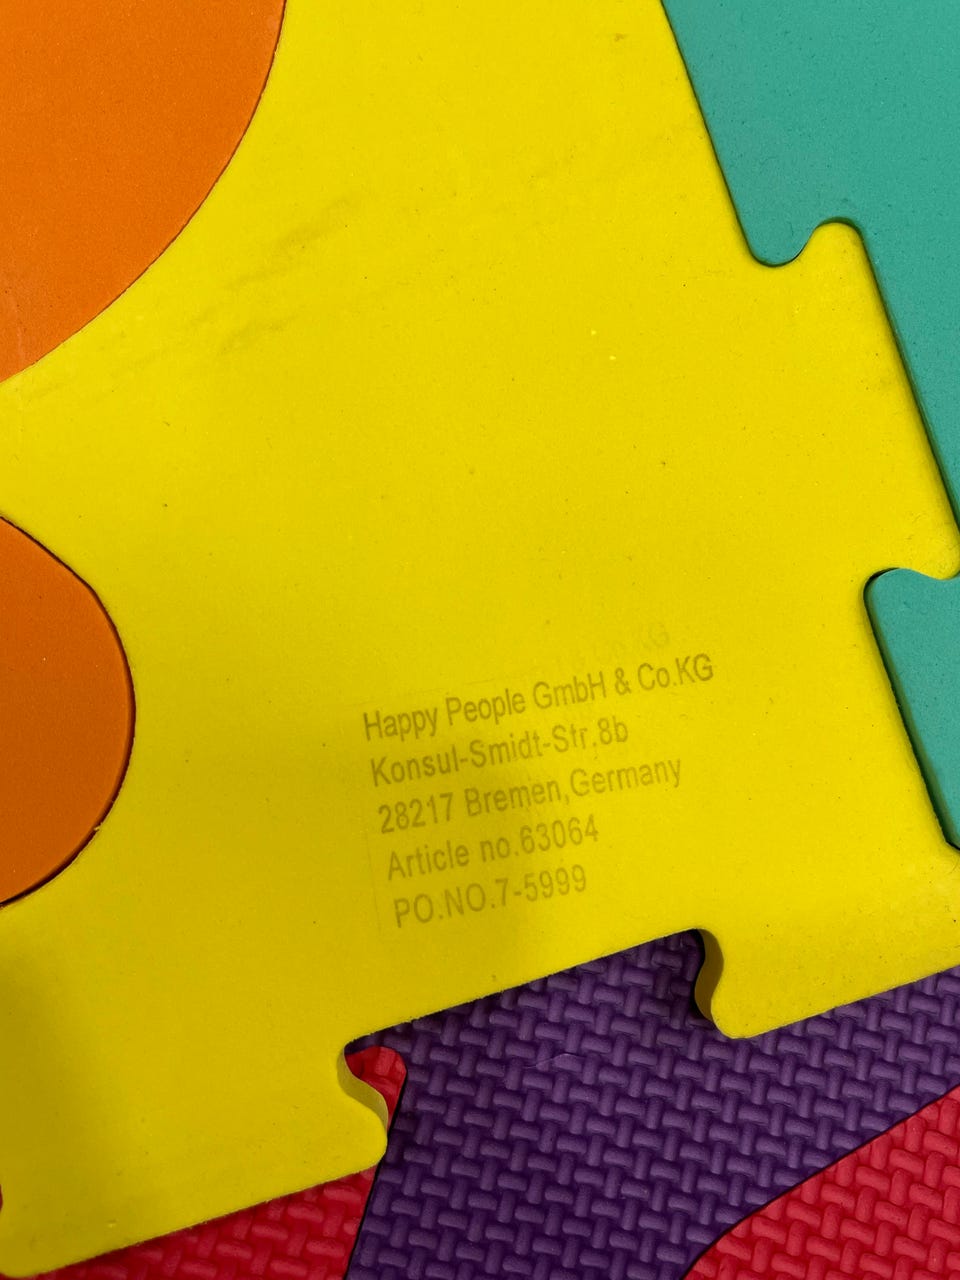 Happy People GmbH & Co.KG
Konsul-Smidt-Str.8b
28217 Bremen,Germany
Article no.63064
PO.NO.7-5999